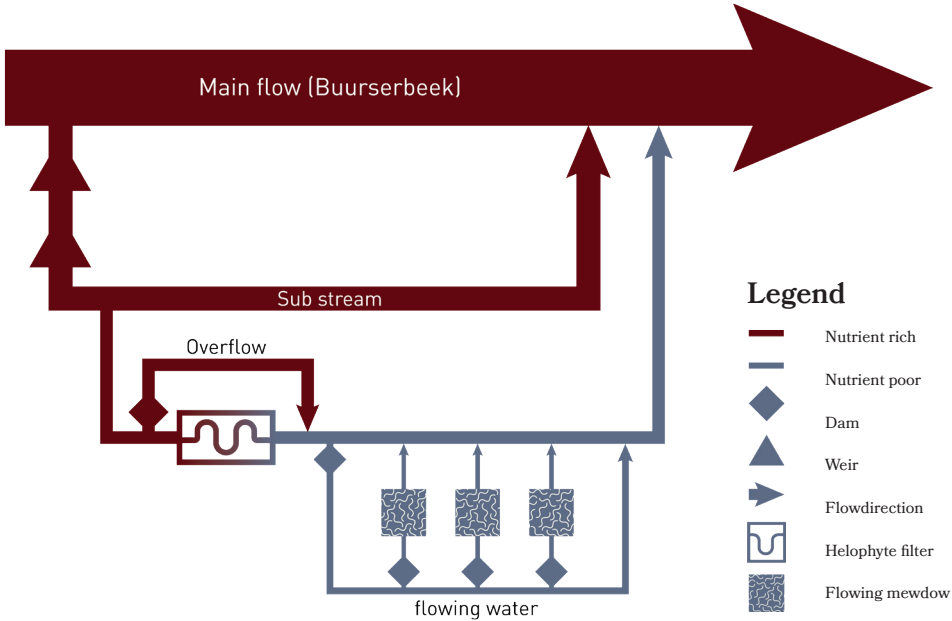 Main flow (Buurserbeek)
Sub stream
Overflow
flowing water
Legend
Nutrient rich
Nutrient poor
Dam
Weir
Flowdirection
Helophyte filter
Flowing mewdow